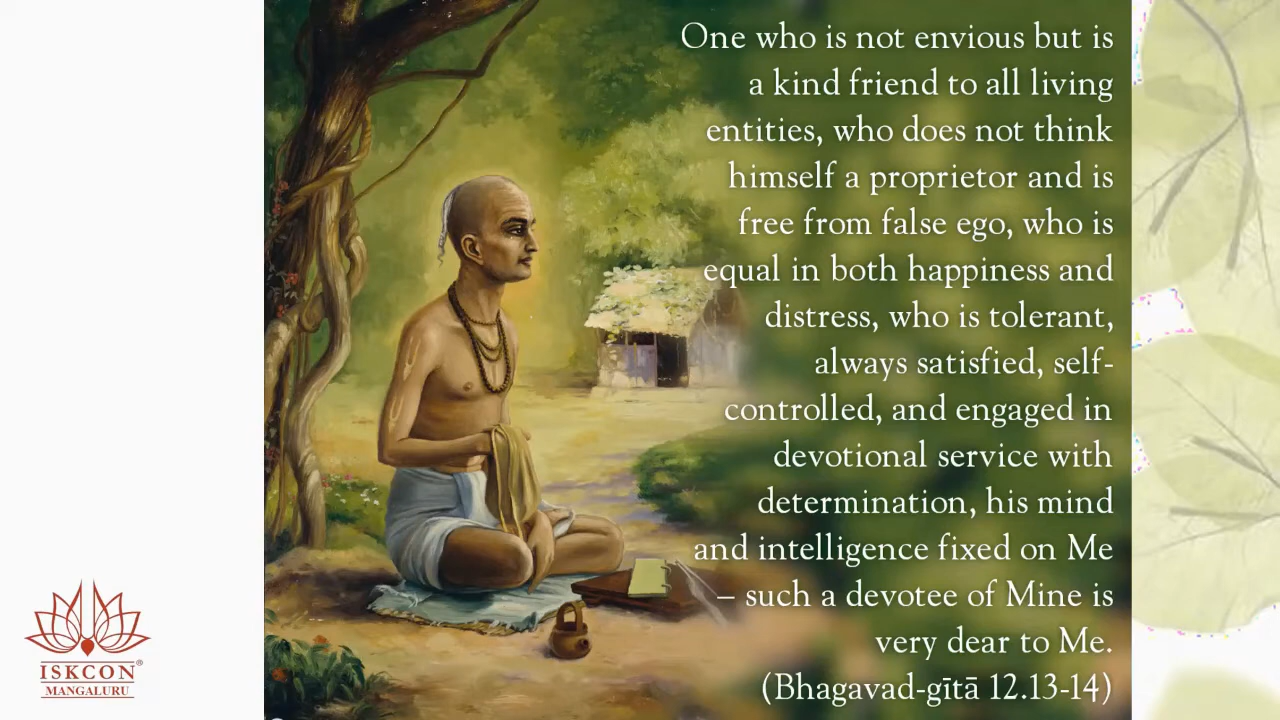 One who is not envious but is
a kind friend to all living
entities, who does not think
himself a proprietor and is
free from false ego, who is
equal in both happiness and
distress, who is tolerant,
always satisfied, self-
controlled, and engaged in
devotional service with
determination, his mind
and intelligence fixed on Me
– such a devotee of Mine is
very dear to Me.
(Bhagavad-gītā 12.13-14)
ISKCON®
MANGALURU